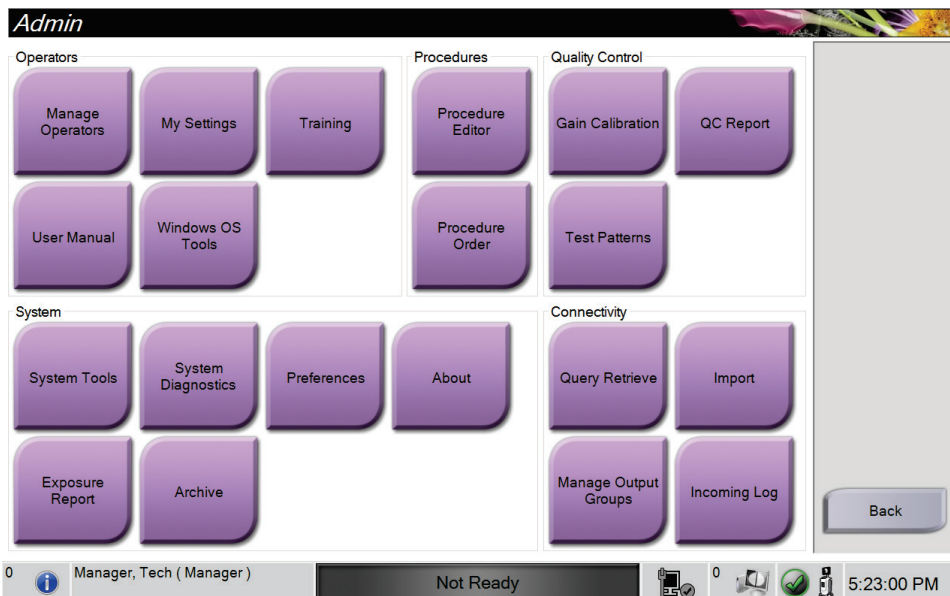 Admin
Operators
Manage
Operators
My Settings
Training
User Manual
Windows OS
Tools
Procedures
Procedure
Editor
Procedure
Order
Quality Control
Gain Calibration
QC Report
Test Patterns
System
System Tools
System
Diagnostics
Preferences
About
Exposure
Report
Archive
Connectivity
Query Retrieve
Import
Manage Output
Groups
Incoming Log
Back
0
Manager, Tech ( Manager )
Not Ready
0
5:23:00 PM